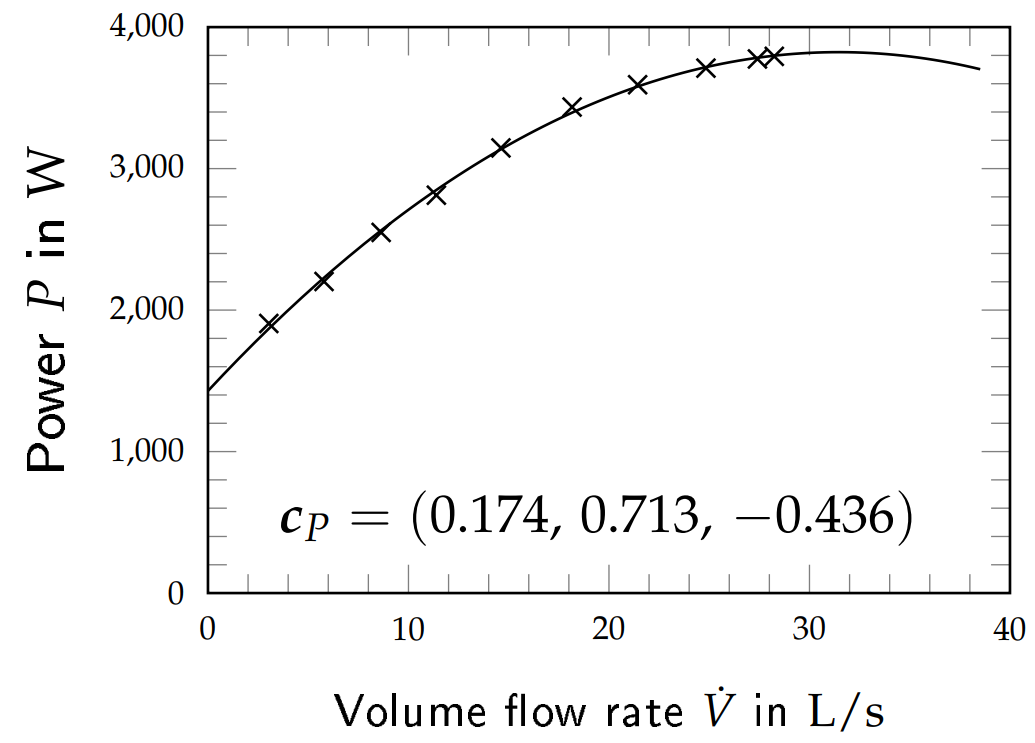 4,000
3,000
2,000
1,000
0
Power P in W
c_P = (0.174, 0.713, −0.436)
0 10 20 30 40
Volume flow rate V̇ in L/s